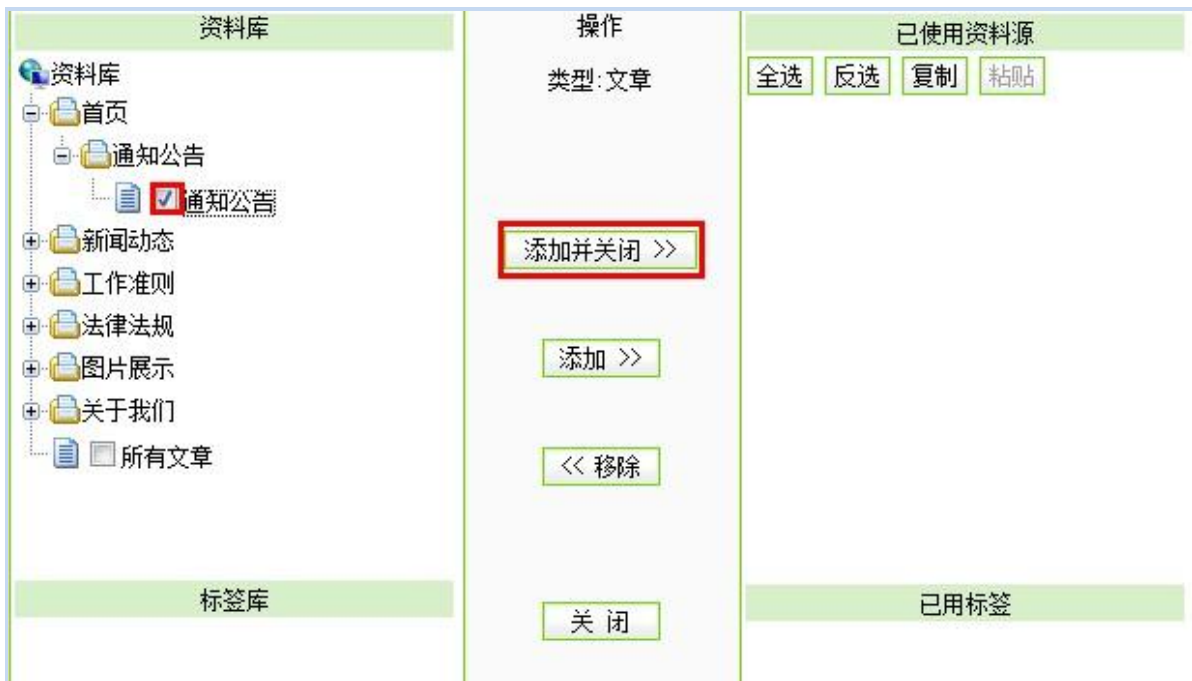 资料库
资料库
首页
通知公告
通知公告
新闻动态
工作准则
法律法规
图片展示
关于我们
所有文章
标签库
操作
类型:文章
添加并关闭 >>
添加 >>
<< 移除
关 闭
已使用资料源
全选 反选 复制 粘贴
已用标签